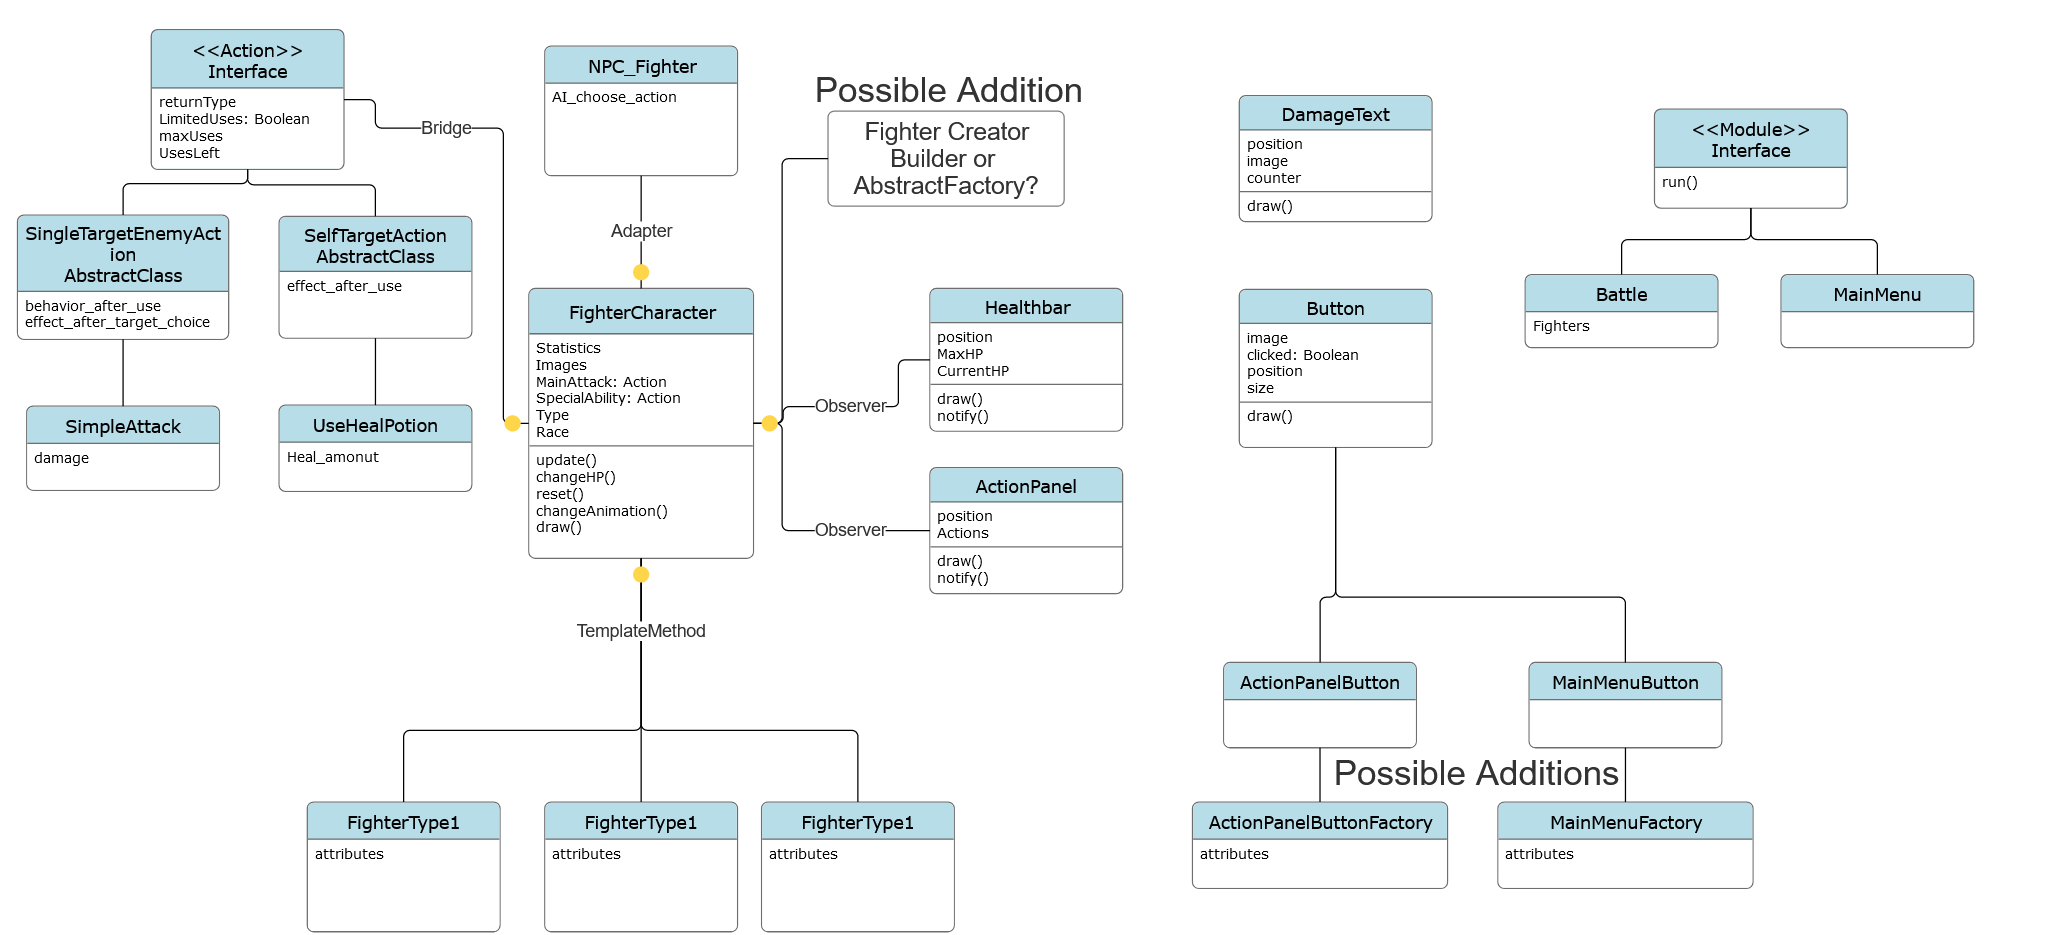 <<Action>>
Interface
returnType
LimitedUses: Boolean
maxUses
UsesLeft
Bridge
SingleTargetEnemyAct
ion
AbstractClass
behavior_after_use
effect_after_target_choice
SelfTargetAction
AbstractClass
effect_after_use
SimpleAttack
damage
UseHealPotion
Heal_amonut
NPC_Fighter
AI_choose_action
Adapter
FighterCharacter
Statistics
Images
MainAttack: Action
SpecialAbility: Action
Type
Race
update()
changeHP()
reset()
changeAnimation()
draw()
TemplateMethod
FighterType1
attributes
FighterType1
attributes
FighterType1
attributes
Possible Addition
Fighter Creator
Builder or
AbstractFactory?
Observer
Healthbar
position
MaxHP
CurrentHP
draw()
notify()
Observer
ActionPanel
position
Actions
draw()
notify()
DamageText
position
image
counter
draw()
Button
image
clicked: Boolean
position
size
draw()
ActionPanelButton
MainMenuButton
Possible Additions
ActionPanelButtonFactory
attributes
MainMenuFactory
attributes
<<Module>>
Interface
run()
Battle
Fighters
MainMenu